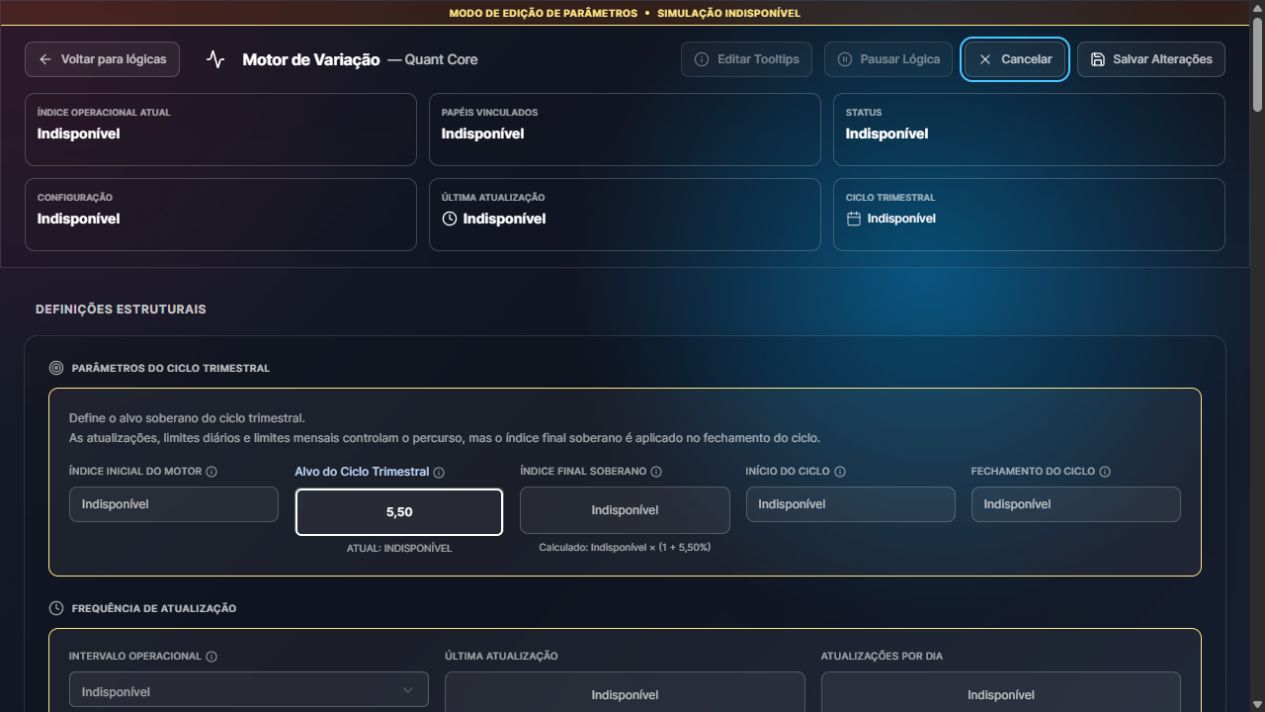 MODO DE EDIÇÃO DE PARÂMETROS • SIMULAÇÃO INDISPONÍVEL
Voltar para lógicas
Motor de Variação — Quant Core
Editar Tooltips
Pausar Lógica
Cancelar
Salvar Alterações
ÍNDICE OPERACIONAL ATUAL
Indisponível
PAPÉIS VINCULADOS
Indisponível
STATUS
Indisponível
CONFIGURAÇÃO
Indisponível
ÚLTIMA ATUALIZAÇÃO
Indisponível
CICLO TRIMESTRAL
Indisponível
DEFINIÇÕES ESTRUTURAIS
PARÂMETROS DO CICLO TRIMESTRAL
Define o alvo soberano do ciclo trimestral.
As atualizações, limites diários e limites mensais controlam o percurso, mas o índice final soberano é aplicado no fechamento do ciclo.
ÍNDICE INICIAL DO MOTOR
Indisponível
Alvo do Ciclo Trimestral
5,50
ATUAL: INDISPONÍVEL
ÍNDICE FINAL SOBERANO
Indisponível
Calculado: Indisponível × (1 + 5,50%)
INÍCIO DO CICLO
Indisponível
FECHAMENTO DO CICLO
Indisponível
FREQUÊNCIA DE ATUALIZAÇÃO
INTERVALO OPERACIONAL
Indisponível
ÚLTIMA ATUALIZAÇÃO
Indisponível
ATUALIZAÇÕES POR DIA
Indisponível